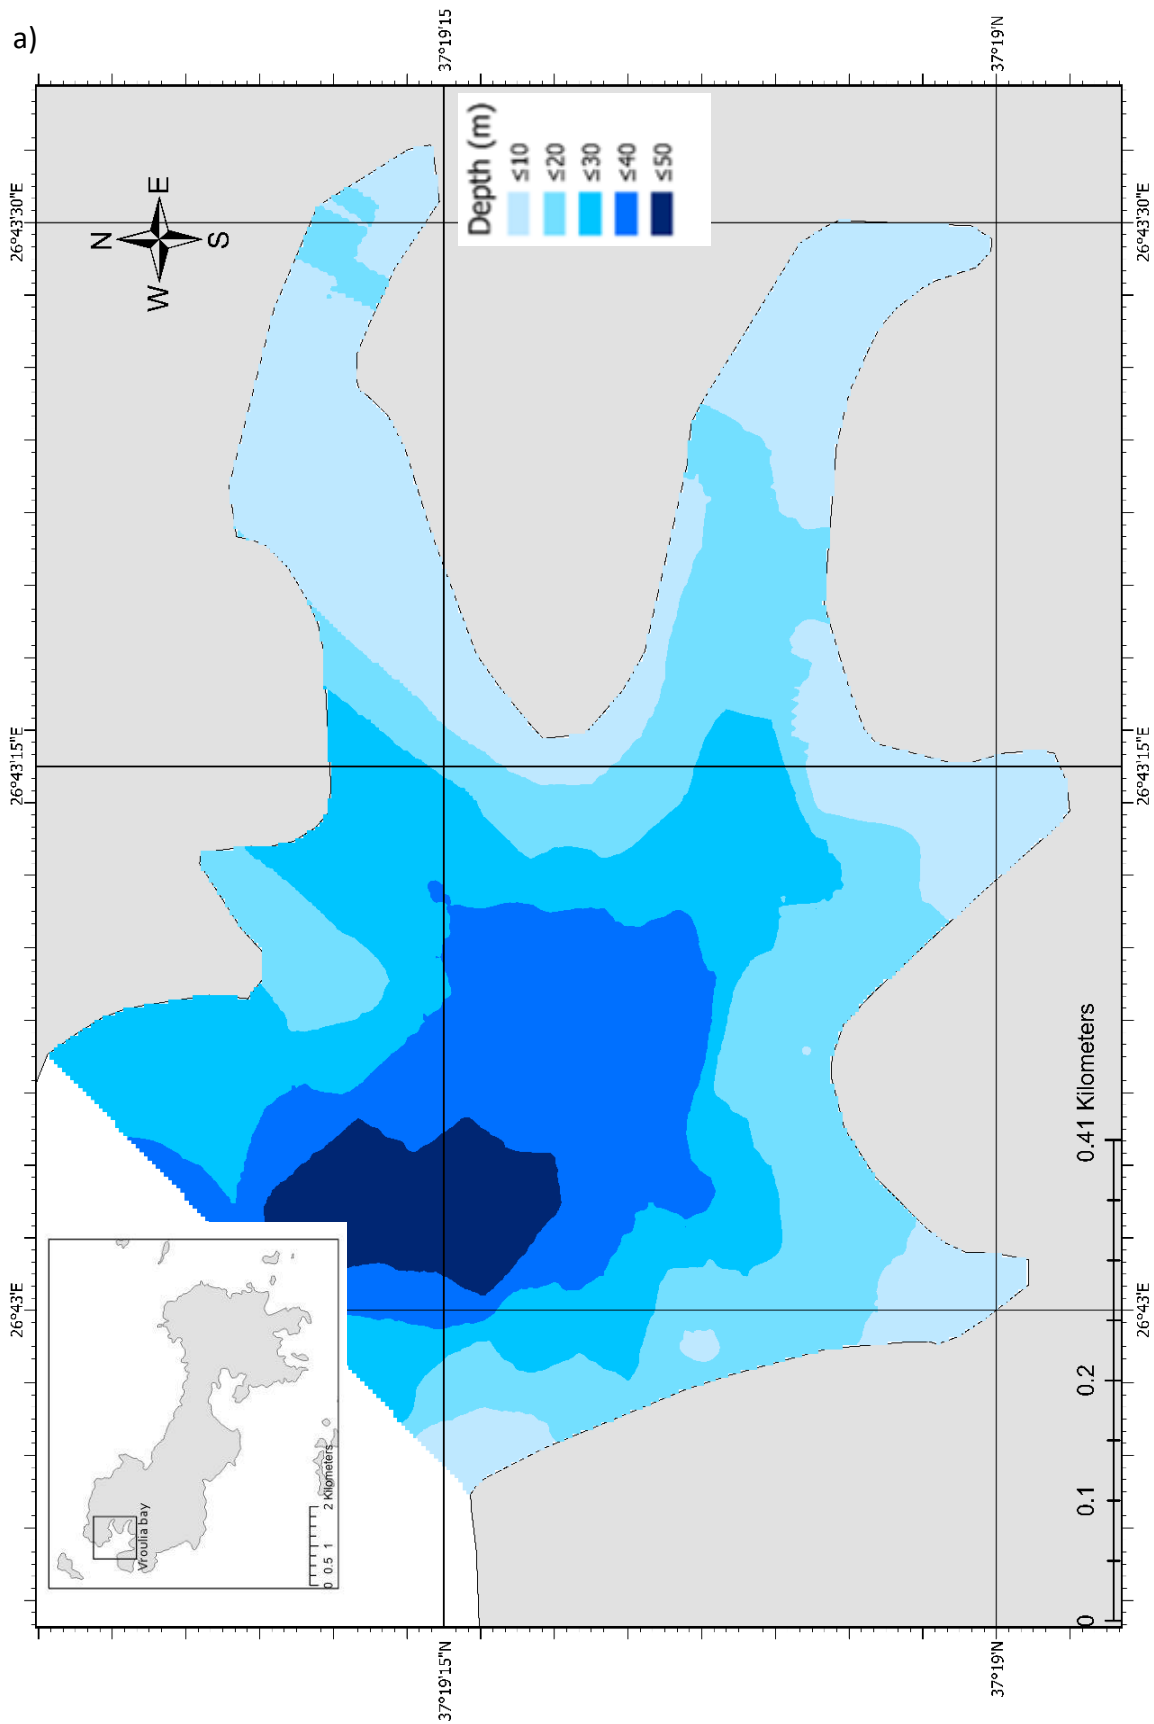 a)
37°19'15
37°19'N
26°43'30"E
26°43'15"E
26°43'E
N
W
E
S
Depth (m)
≤10
≤20
≤30
≤40
≤50
26°43'30"E
26°43'15"E
26°43'E
Vroulia bay
0 0.5 1 2 Kilometers
0 0.1 0.2 0.41 Kilometers
37°19'15"N
37°19'N